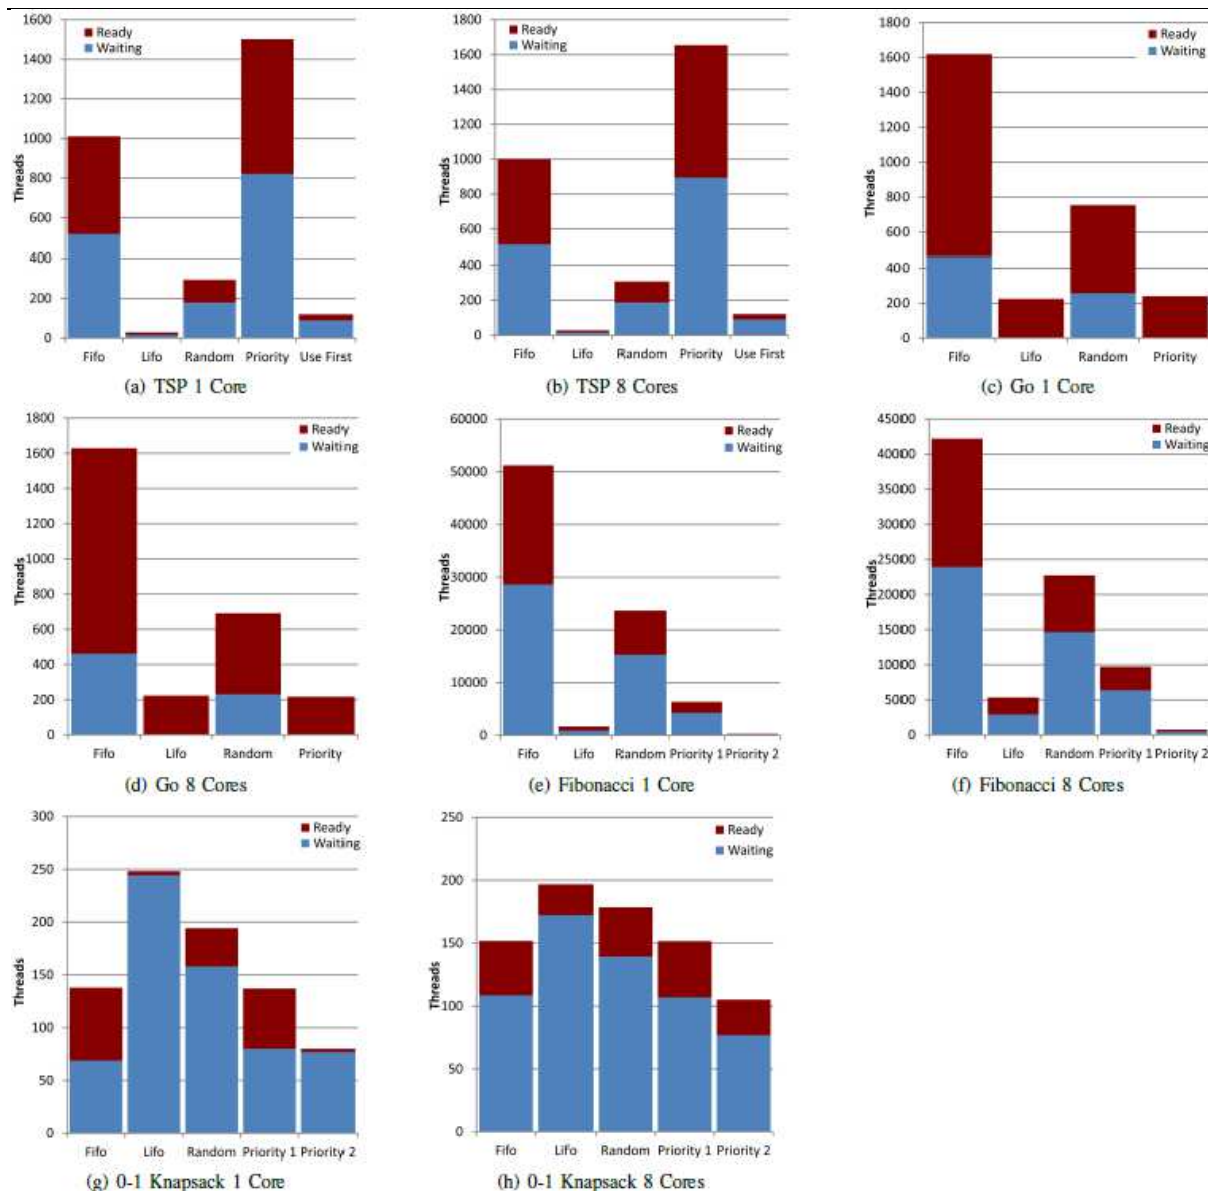 1600
1400
1200
1000
800
600
400
200
0
Threads
Ready
Waiting
Fifo Lifo Random Priority Use First
(a) TSP 1 Core
1800
1600
1400
1200
1000
800
600
400
200
0
Threads
Ready
Waiting
Fifo Lifo Random Priority Use First
(b) TSP 8 Cores
1800
1600
1400
1200
1000
800
600
400
200
0
Threads
Ready
Waiting
Fifo Lifo Random Priority
(c) Go 1 Core
1800
1600
1400
1200
1000
800
600
400
200
0
Threads
Ready
Waiting
Fifo Lifo Random Priority
(d) Go 8 Cores
60000
50000
40000
30000
20000
10000
0
Threads
Ready
Waiting
Fifo Lifo Random Priority 1 Priority 2
(e) Fibonacci 1 Core
45000
40000
35000
30000
25000
20000
15000
10000
5000
0
Threads
Ready
Waiting
Fifo Lifo Random Priority 1 Priority 2
(f) Fibonacci 8 Cores
300
250
200
150
100
50
0
Threads
Ready
Waiting
Fifo Lifo Random Priority 1 Priority 2
(g) 0-1 Knapsack 1 Core
250
200
150
100
50
0
Threads
Ready
Waiting
Fifo Lifo Random Priority 1 Priority 2
(h) 0-1 Knapsack 8 Cores